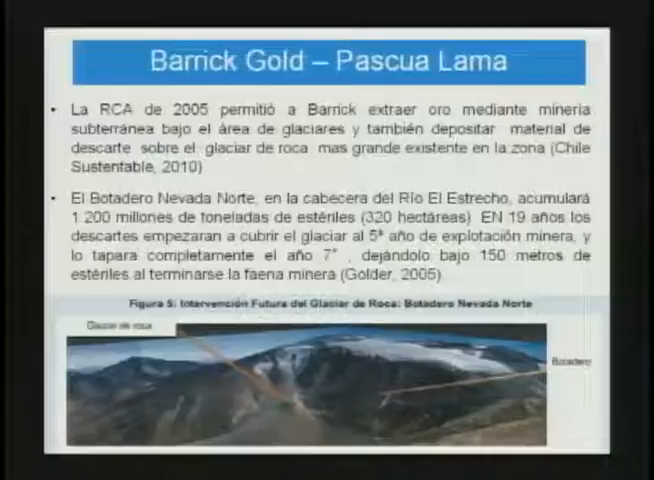 Barrick Gold – Pascua Lama
• La RCA de 2005 permitió a Barrick extraer oro mediante minería
subterránea bajo el área de glaciares y también depositar material de
descarte sobre el glaciar de roca mas grande existente en la zona (Chile
Sustentable, 2010)
• El Botadero Nevada Norte, en la cabecera del Río El Estrecho, acumulará
1.200 millones de toneladas de estériles (320 hectáreas). EN 19 años los
descartes empezaran a cubrir el glaciar al 5° año de explotación minera, y
lo tapara completamente el año 7° , dejándolo bajo 150 metros de
estériles al terminarse la faena minera (Golder, 2005)
Figura 5: Intervención Futura del Glaciar de Roca: Botadero Nevada Norte
Glaciar de roca
Botadero